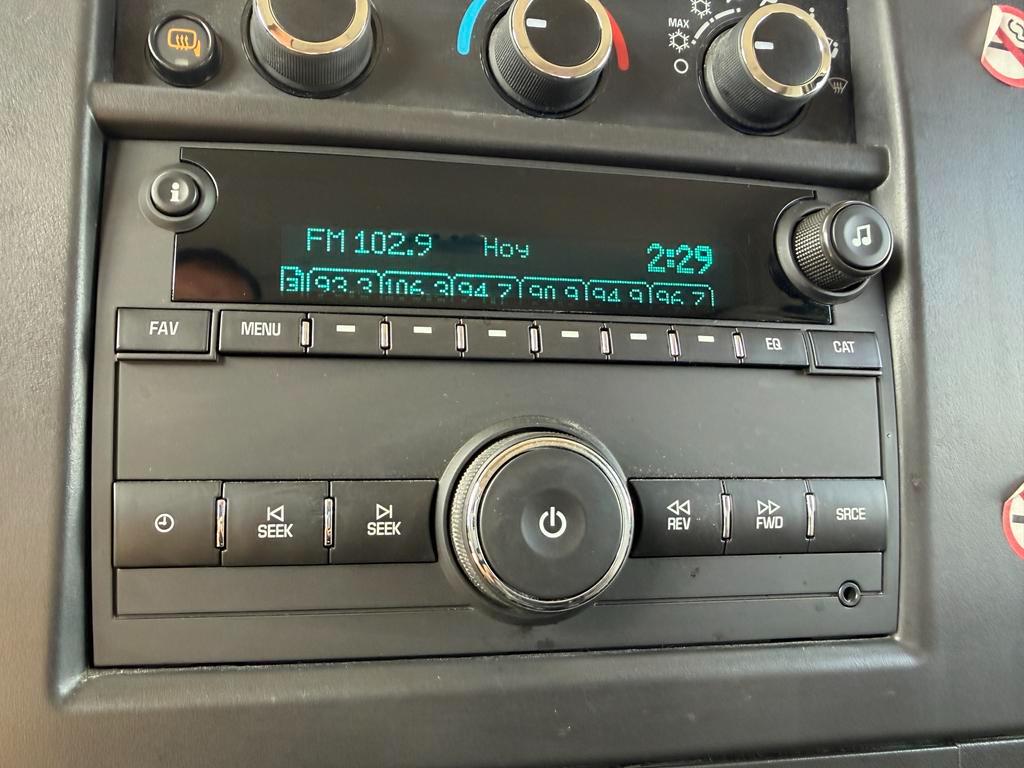 MAX
i
FM 102.9 Hoy 2:29
3 93.3 106.3 94.7 90.9 94.9 96.7
FAV MENU EQ CAT
SEEK SEEK REV FWD SRCE